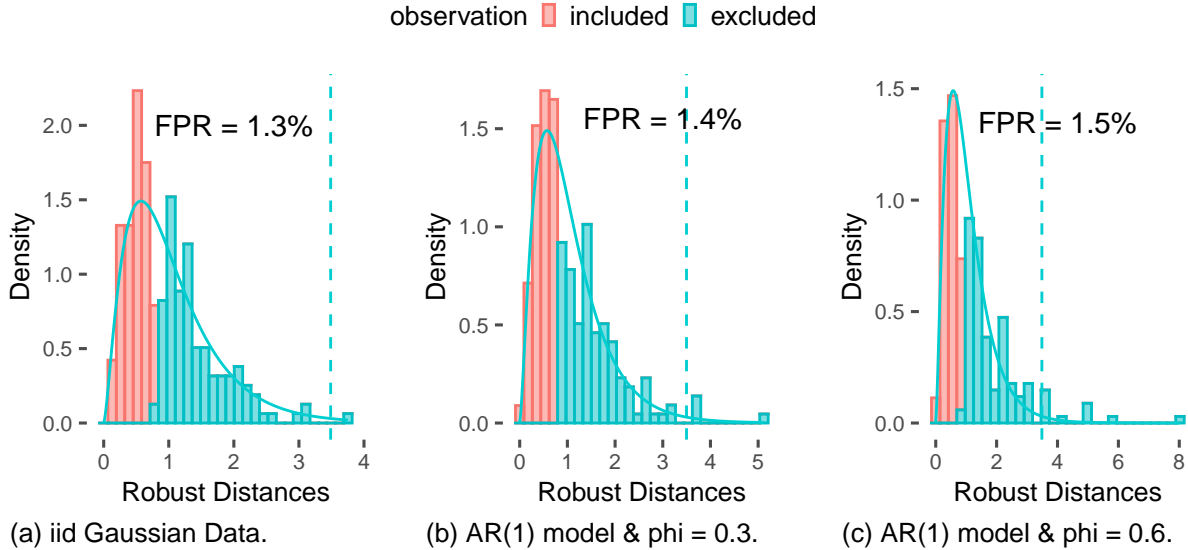 observation included excluded
FPR = 1.3%
Density
0.0
0.5
1.0
1.5
2.0
0 1 2 3 4
Robust Distances
(a) iid Gaussian Data.
FPR = 1.4%
Density
0.0
0.5
1.0
1.5
0 1 2 3 4 5
Robust Distances
(b) AR(1) model & phi = 0.3.
FPR = 1.5%
Density
0.0
0.5
1.0
1.5
0 2 4 6 8
Robust Distances
(c) AR(1) model & phi = 0.6.